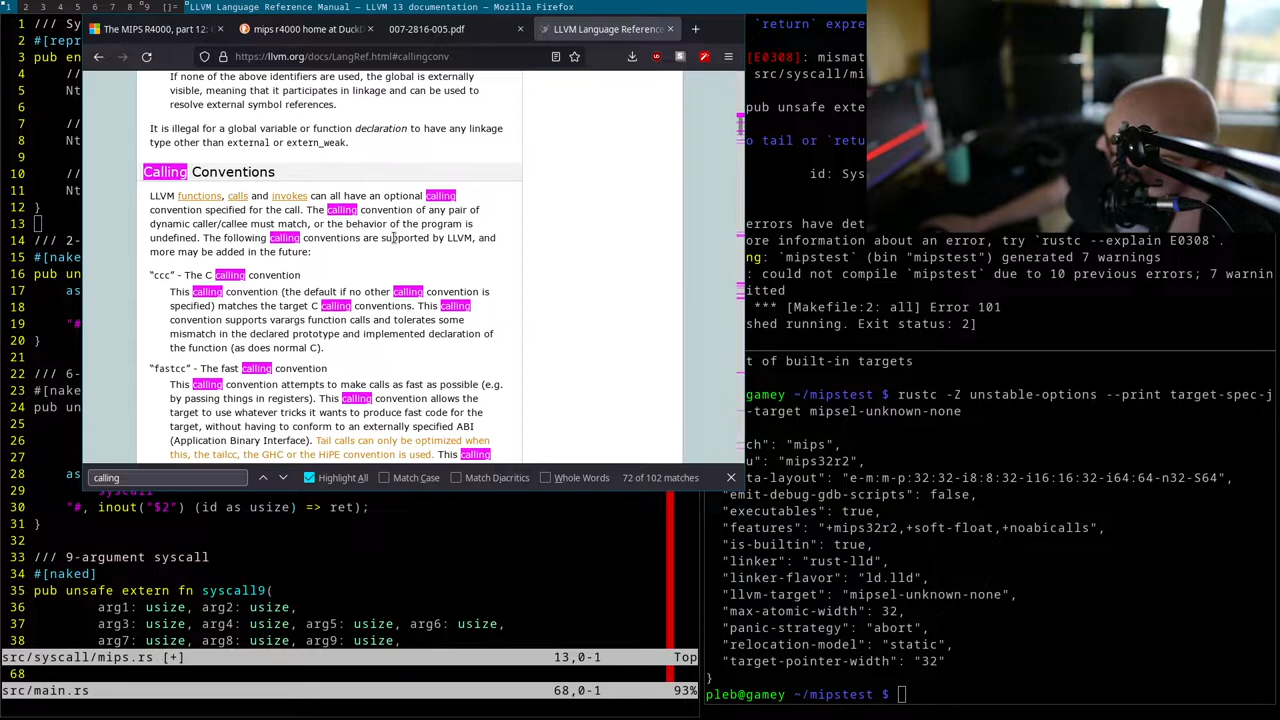 1 2 3 4 5 6 7 8 9 []= LLVM Language Reference Manual — LLVM 13 documentation — Mozilla Firefox
The MIPS R4000, part 12: C
mips r4000 home at DuckD
007-2816-005.pdf
LLVM Language Reference
https://llvm.org/docs/LangRef.html#callingconv
If none of the above identifiers are used, the global is externally
visible, meaning that it participates in linkage and can be used to
resolve external symbol references.
It is illegal for a global variable or function declaration to have any linkage
type other than external or extern_weak.
Calling Conventions
LLVM functions, calls and invokes can all have an optional calling
convention specified for the call. The calling convention of any pair of
dynamic caller/callee must match, or the behavior of the program is
undefined. The following calling conventions are supported by LLVM, and
more may be added in the future:
“ccc” - The C calling convention
This calling convention (the default if no other calling convention is
specified) matches the target C calling conventions. This calling
convention supports varargs function calls and tolerates some
mismatch in the declared prototype and implemented declaration of
the function (as does normal C).
“fastcc” - The fast calling convention
This calling convention attempts to make calls as fast as possible (e.g.
by passing things in registers). This calling convention allows the
target to use whatever tricks it wants to produce fast code for the
target, without having to conform to an externally specified ABI
(Application Binary Interface). Tail calls can only be optimized when
this, the tailcc, the GHC or the HiPE convention is used. This calling
calling
Highlight All
Match Case
Match Diacritics
Whole Words
72 of 102 matches
1 /// Sy
2 #[repr
3 pub en
4 //
5 Nt
6
7 //
8 Nt
9
10 //
11 Nt
12 }
13
14 /// 2-
15 #[nake
16 pub un
17 as
18
19 "#
20 }
21
22 /// 6-
23 #[nake
24 pub un
25
26
27
28 as
29 syscall
30 "#, inout("$2") (id as usize) => ret);
31 }
32
33 /// 9-argument syscall
34 #[naked]
35 pub unsafe extern fn syscall9(
36 arg1: usize, arg2: usize,
37 arg3: usize, arg4: usize, arg5: usize, arg6: usize,
38 arg7: usize, arg8: usize, arg9: usize,
src/syscall/mips.rs [+] 13,0-1 Top
68
src/main.rs 68,0-1 93%
`return` expre
[E0308]: mismat
src/syscall/mi
pub unsafe exte
o tail or `retu
id: Sys
errors have det
ore information about an error, try `rustc --explain E0308`.
ng: `mipstest` (bin "mipstest") generated 7 warnings
: could not compile `mipstest` due to 10 previous errors; 7 warnin
itted
*** [Makefile:2: all] Error 101
shed running. Exit status: 2]
t of built-in targets
gamey ~/mipstest $ rustc -Z unstable-options --print target-spec-j
-target mipsel-unknown-none
ch": "mips",
u": "mips32r2",
ta-layout": "e-m:m-p:32:32-i8:8:32-i16:16:32-i64:64-n32-S64",
"emit-debug-gdb-scripts": false,
"executables": true,
"features": "+mips32r2,+soft-float,+noabicalls",
"is-builtin": true,
"linker": "rust-lld",
"linker-flavor": "ld.lld",
"llvm-target": "mipsel-unknown-none",
"max-atomic-width": 32,
"panic-strategy": "abort",
"relocation-model": "static",
"target-pointer-width": "32"
}
pleb@gamey ~/mipstest $